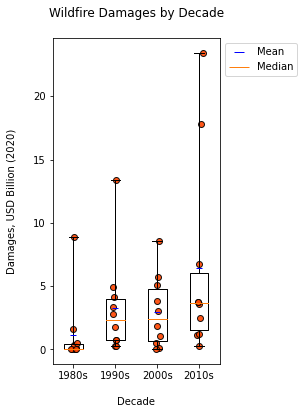 Wildfire Damages by Decade
Mean
Median
Damages, USD Billion (2020)
20
15
10
5
0
1980s 1990s 2000s 2010s
Decade